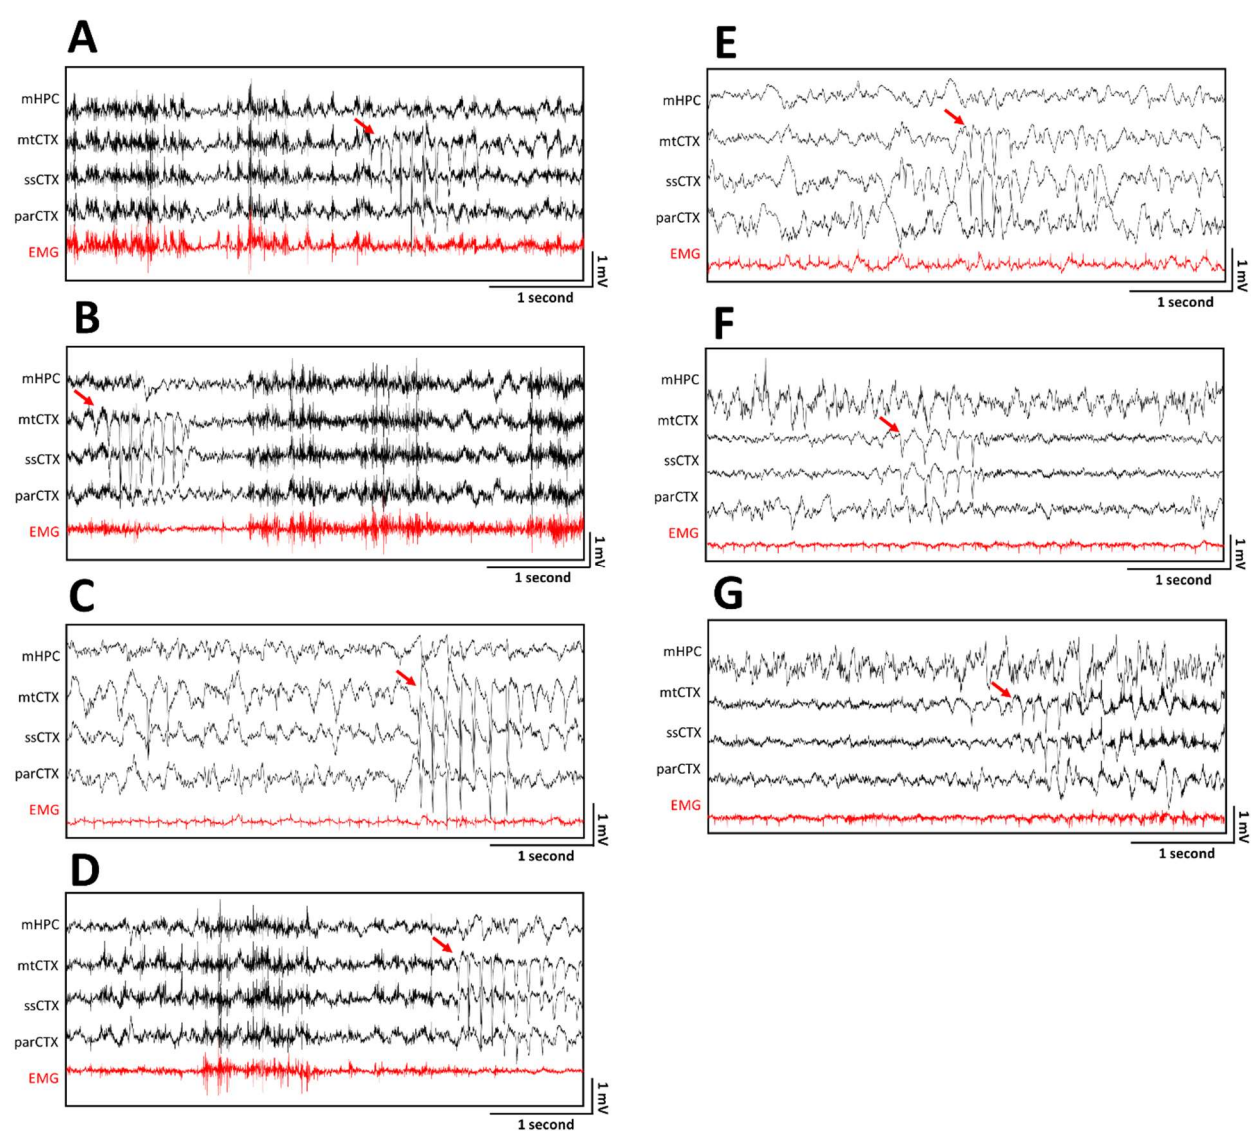 A
mHPC
mtCTX
ssCTX
parCTX
EMG
1 mV
1 second
B
mHPC
mtCTX
ssCTX
parCTX
EMG
1 mV
1 second
C
mHPC
mtCTX
ssCTX
parCTX
EMG
1 mV
1 second
D
mHPC
mtCTX
ssCTX
parCTX
EMG
1 mV
1 second
E
mHPC
mtCTX
ssCTX
parCTX
EMG
1 mV
1 second
F
mHPC
mtCTX
ssCTX
parCTX
EMG
1 mV
1 second
G
mHPC
mtCTX
ssCTX
parCTX
EMG
1 mV
1 second